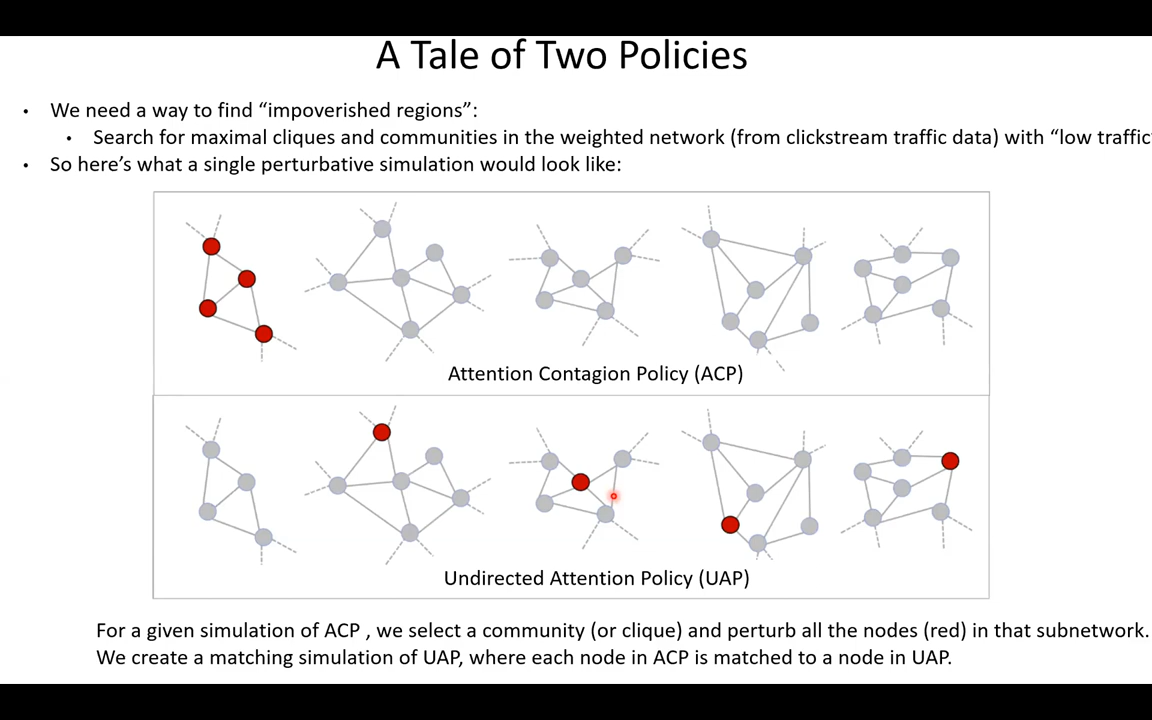 A Tale of Two Policies
• We need a way to find “impoverished regions”:
• Search for maximal cliques and communities in the weighted network (from clickstream traffic data) with “low traffic
• So here’s what a single perturbative simulation would look like:
Attention Contagion Policy (ACP)
Undirected Attention Policy (UAP)
For a given simulation of ACP , we select a community (or clique) and perturb all the nodes (red) in that subnetwork.
We create a matching simulation of UAP, where each node in ACP is matched to a node in UAP.